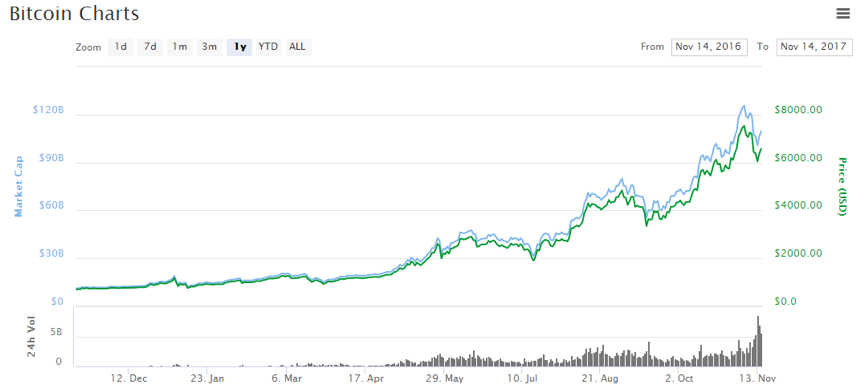 Bitcoin Charts
Zoom 1d 7d 1m 3m 1y YTD ALL From Nov 14, 2016 To Nov 14, 2017
$120B $8000.00
$90B $6000.00
$60B $4000.00
$30B $2000.00
$0 $0.0
Market Cap
Price (USD)
5B
0
24h Vol
12. Dec 23. Jan 6. Mar 17. Apr 29. May 10. Jul 21. Aug 2. Oct 13. Nov